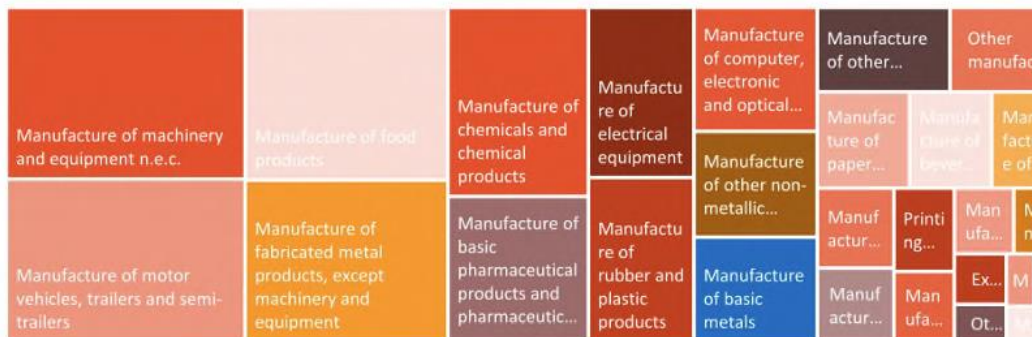 Manufacture of machinery
and equipment n.e.c.
Manufacture of motor
vehicles, trailers and semi-
trailers
Manufacture of food
products
Manufacture of
fabricated metal
products, except
machinery and
equipment
Manufacture of
chemicals and
chemical
products
Manufacture of
basic
pharmaceutical
products and
pharmaceutic...
Manufactu
re of
electrical
equipment
Manufactu
re of
rubber and
plastic
products
Manufacture
of computer,
electronic
and optical...
Manufacture
of other non-
metallic...
Manufacture
of basic
metals
Manufacture
of other...
Other
manufac
Manufac
ture of
paper...
Manufa
cture of
bever...
Man
fact
e of
Manuf
actur...
Printi
ng...
Man
ufa...
M
n
Manuf
actur...
Man
ufa...
Ex...
M
Ot...
M